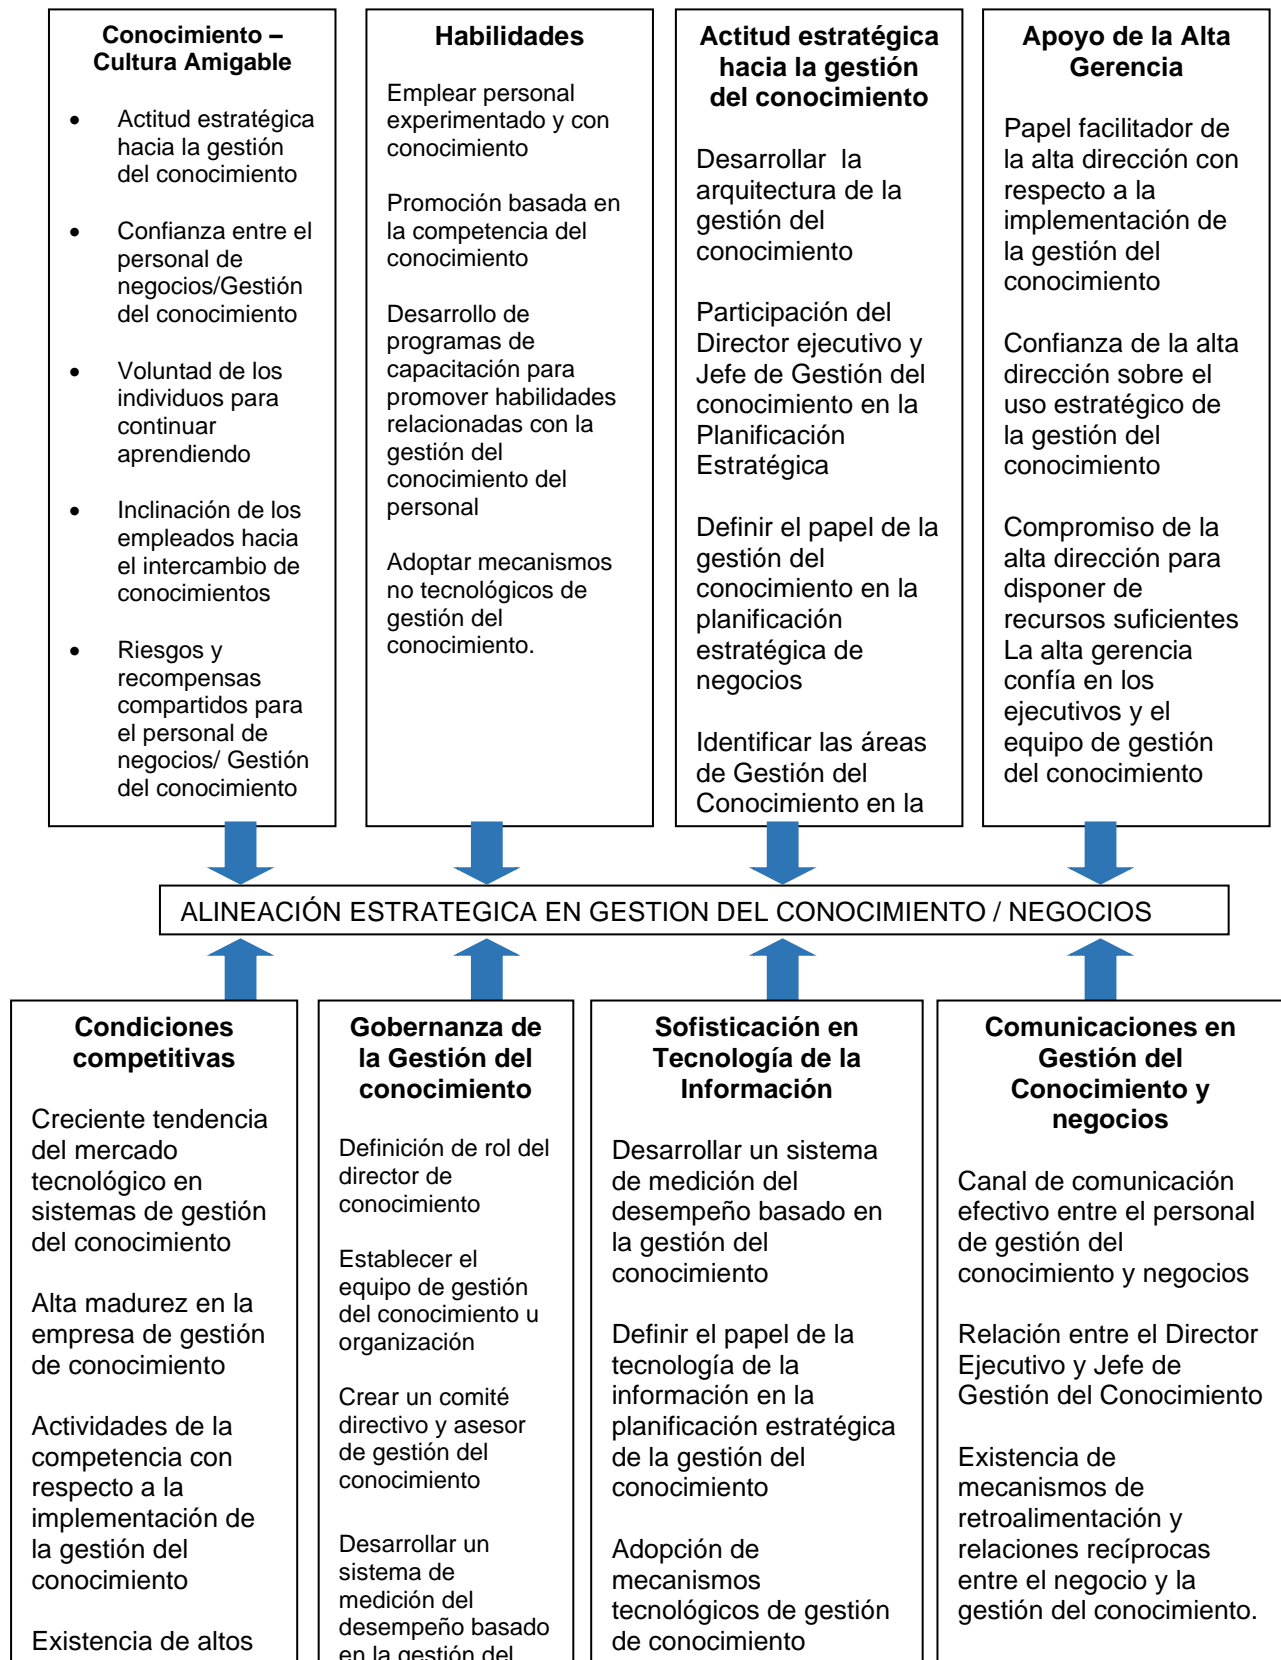 Conocimiento –
Cultura Amigable
• Actitud estratégica
hacia la gestión
del conocimiento
• Confianza entre el
personal de
negocios/Gestión
del conocimiento
• Voluntad de los
individuos para
continuar
aprendiendo
• Inclinación de los
empleados hacia
el intercambio de
conocimientos
• Riesgos y
recompensas
compartidos para
el personal de
negocios/ Gestión
del conocimiento
Habilidades
Emplear personal
experimentado y con
conocimiento
Promoción basada en
la competencia del
conocimiento
Desarrollo de
programas de
capacitación para
promover habilidades
relacionadas con la
gestión del
conocimiento del
personal
Adoptar mecanismos
no tecnológicos de
gestión del
conocimiento.
Actitud estratégica
hacia la gestión
del conocimiento
Desarrollar la
arquitectura de la
gestión del
conocimiento
Participación del
Director ejecutivo y
Jefe de Gestión del
conocimiento en la
Planificación
Estratégica
Definir el papel de la
gestión del
conocimiento en la
planificación
estratégica de
negocios
Identificar las áreas
de Gestión del
Conocimiento en la
Apoyo de la Alta
Gerencia
Papel facilitador de
la alta dirección con
respecto a la
implementación de
la gestión del
conocimiento
Confianza de la alta
dirección sobre el
uso estratégico de
la gestión del
conocimiento
Compromiso de la
alta dirección para
disponer de
recursos suficientes
La alta gerencia
confía en los
ejecutivos y el
equipo de gestión
del conocimiento
ALINEACIÓN ESTRATEGICA EN GESTION DEL CONOCIMIENTO / NEGOCIOS
Condiciones
competitivas
Creciente tendencia
del mercado
tecnológico en
sistemas de gestión
del conocimiento
Alta madurez en la
empresa de gestión
de conocimiento
Actividades de la
competencia con
respecto a la
implementación de
la gestión del
conocimiento
Existencia de altos
Gobernanza de
la Gestión del
conocimiento
Definición de rol del
director de
conocimiento
Establecer el
equipo de gestión
del conocimiento u
organización
Crear un comité
directivo y asesor
de gestión del
conocimiento
Desarrollar un
sistema de
medición del
desempeño basado
en la gestión del
Sofisticación en
Tecnología de la
Información
Desarrollar un sistema
de medición del
desempeño basado en
la gestión del
conocimiento
Definir el papel de la
tecnología de la
información en la
planificación estratégica
de la gestión del
conocimiento
Adopción de
mecanismos
tecnológicos de gestión
de conocimiento
Comunicaciones en
Gestión del
Conocimiento y
negocios
Canal de comunicación
efectivo entre el personal
de gestión del
conocimiento y negocios
Relación entre el Director
Ejecutivo y Jefe de
Gestión del Conocimiento
Existencia de
mecanismos de
retroalimentación y
relaciones recíprocas
entre el negocio y la
gestión del conocimiento.